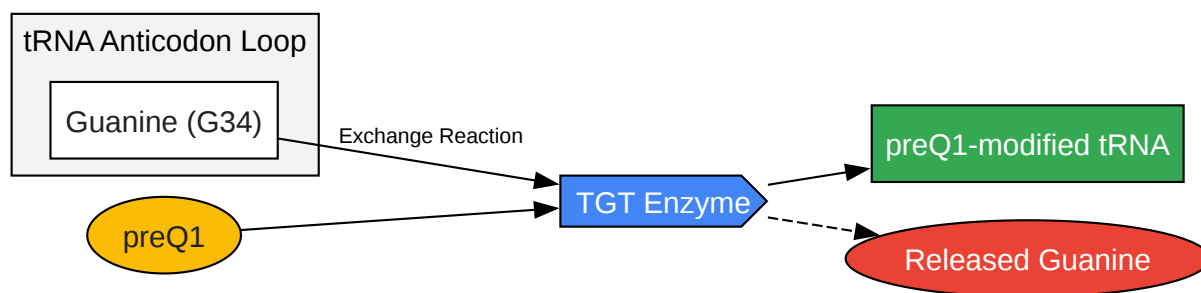 tRNA Anticodon Loop
Guanine (G34)
Exchange Reaction
preQ1
TGT Enzyme
preQ1-modified tRNA
Released Guanine